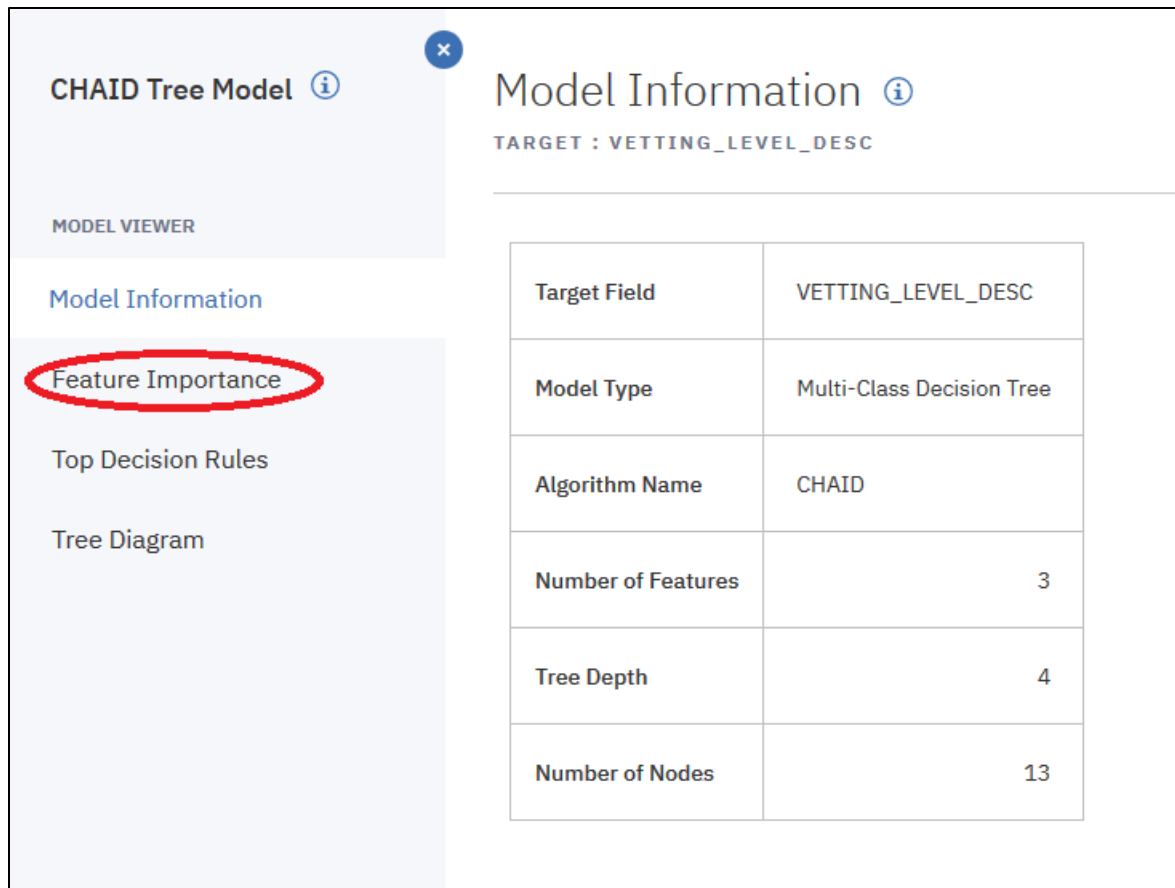 CHAID Tree Model
MODEL VIEWER
Model Information
Feature Importance
Top Decision Rules
Tree Diagram
Model Information
TARGET : VETTING_LEVEL_DESC
Target Field VETTING_LEVEL_DESC
Model Type Multi-Class Decision Tree
Algorithm Name CHAID
Number of Features 3
Tree Depth 4
Number of Nodes 13